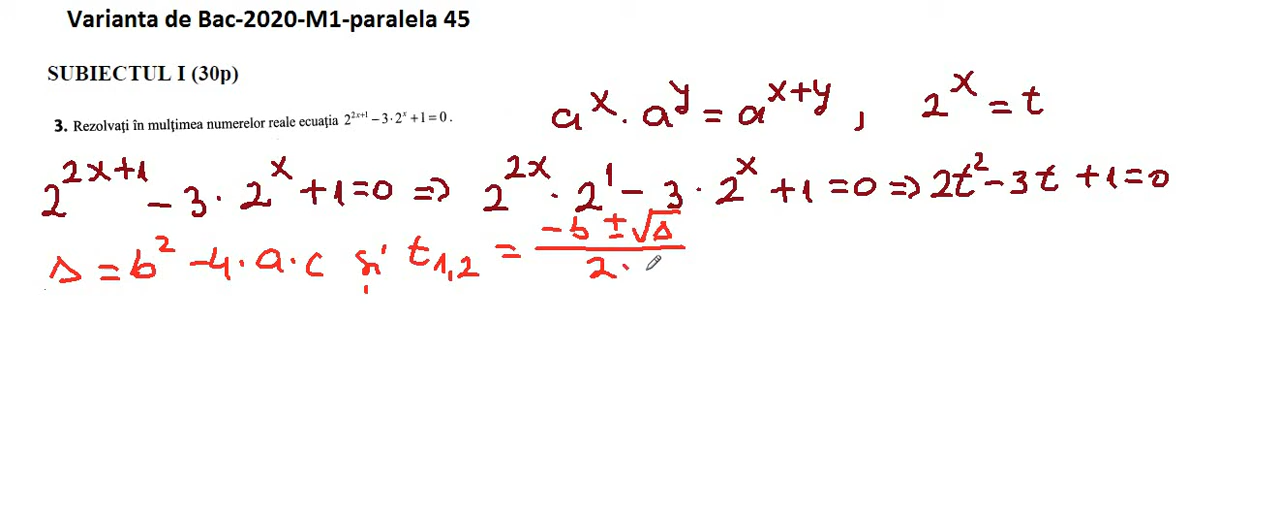 Varianta de Bac-2020-M1-paralela 45
SUBIECTUL I (30p)
3. Rezolvați în mulțimea numerelor reale ecuația 2^{2x+1} − 3·2^x + 1 = 0.
a^x · a^y = a^{x+y}, 2^x = t
2^{2x+1} − 3 · 2^x + 1 = 0 ⇒ 2^{2x} · 2^1 − 3 · 2^x + 1 = 0 ⇒ 2t^2 − 3t + 1 = 0
Δ = b^2 − 4 · a · c și t_{1,2} = \frac{−b ± √Δ}{2 ·}